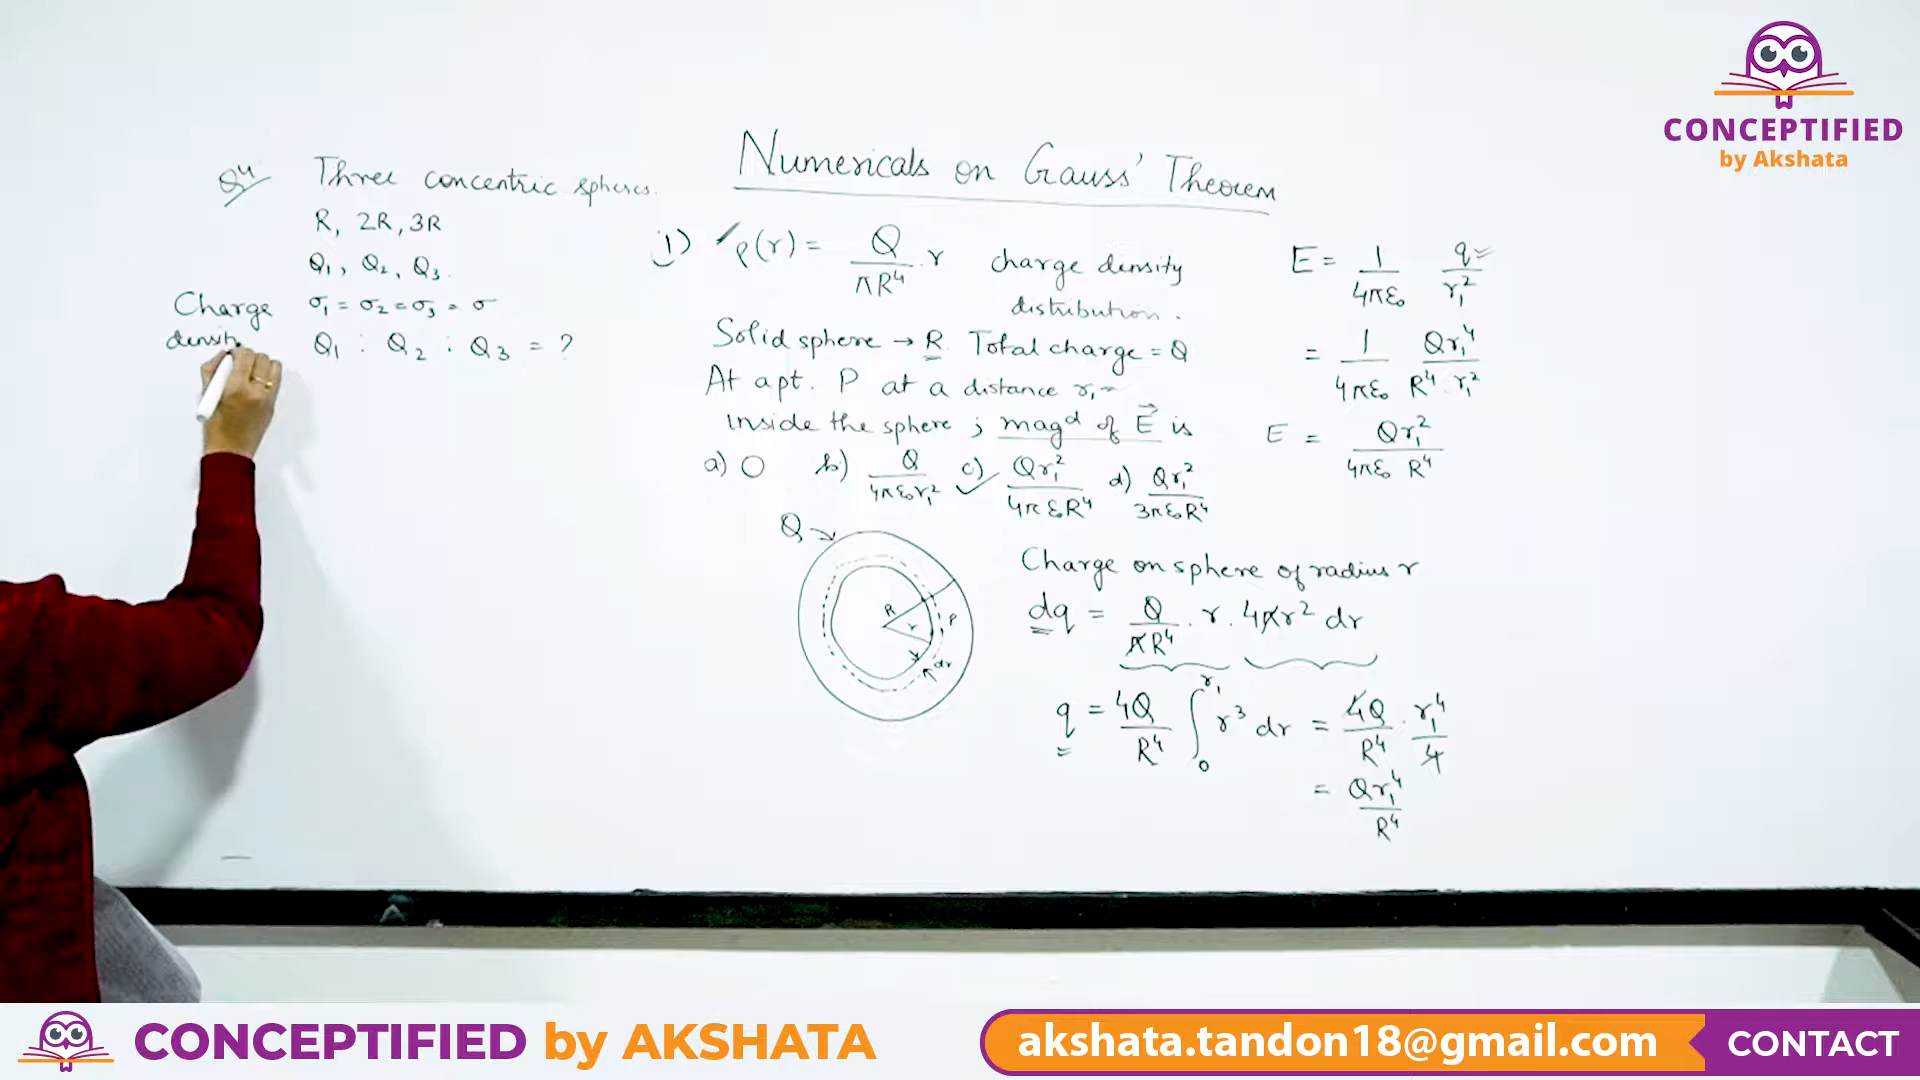 CONCEPTIFIED
by Akshata
Numericals on Gauss' Theorem
Q4 Three concentric spheres.
R, 2R, 3R
Q₁, Q₂, Q₃.
Charge density
σ₁ = σ₂ = σ₃ = σ
Q₁ : Q₂ : Q₃ = ?
1) ρ(r) = Q/πR⁴ . r charge density
distribution.
Solid sphere → R. Total charge = Q
At a pt. P at a distance r₁
inside the sphere ; magᵈ of E⃗ is
a) 0 b) Q/4πε₀r₁² c) ✓ Qr₁²/4πε₀R⁴ d) Qr₁²/3πε₀R⁴
Q
R
r
P
dr
E = 1/4πε₀ q/r₁²
= 1/4πε₀ Qr₁⁴/R⁴ . r₁²
E = Qr₁²/4πε₀ R⁴
Charge on sphere of radius r
dq = Q/πR⁴ . r . 4πr² dr
q = 4Q/R⁴ ∫₀^r₁ r³ dr = 4Q/R⁴ . r₁⁴/4
= Qr₁⁴/R⁴
CONCEPTIFIED by AKSHATA
akshata.tandon18@gmail.com
CONTACT